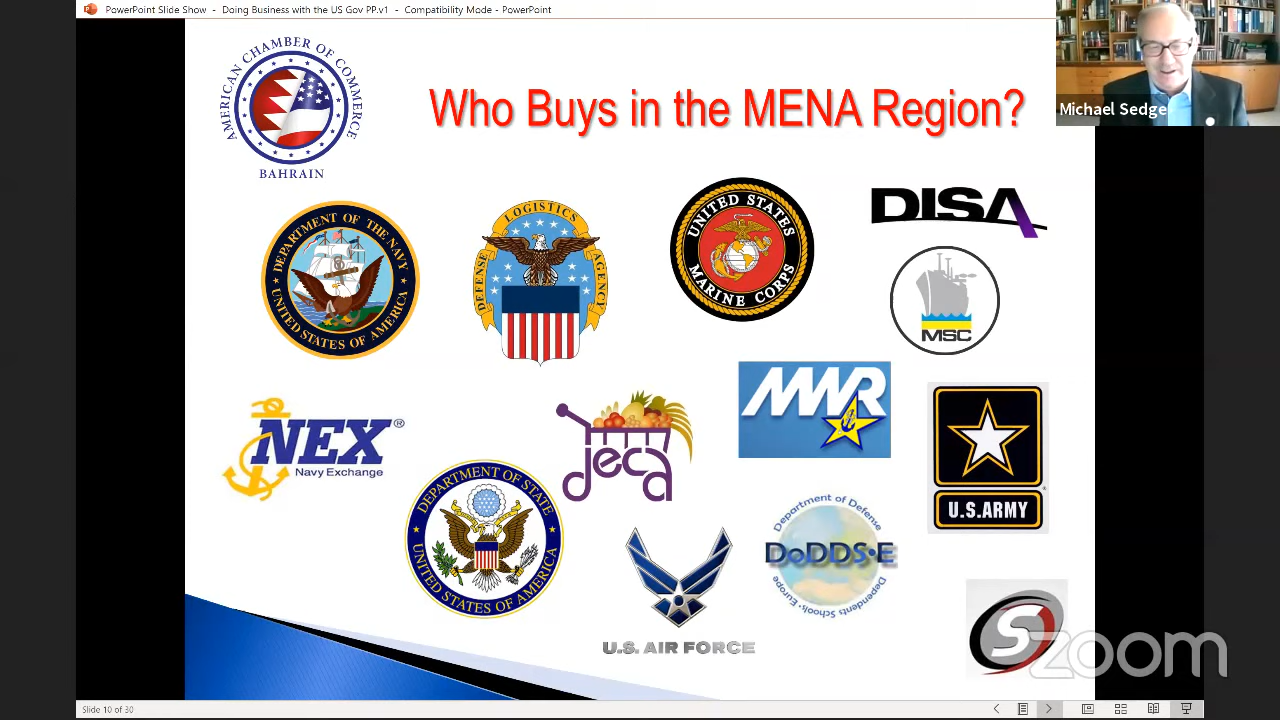 PowerPoint Slide Show - Doing Business with the US Gov PP.v1 - Compatibility Mode - PowerPoint
AMERICAN CHAMBER OF COMMERCE
BAHRAIN
Who Buys in the MENA Region?
Michael Sedge
DEPARTMENT OF THE NAVY
UNITED STATES OF AMERICA
DEFENSE LOGISTICS AGENCY
UNITED STATES
MARINE CORPS
DISA
MSC
NEX®
Navy Exchange
deca
MWR
U.S.ARMY
DEPARTMENT OF STATE
UNITED STATES OF AMERICA
U.S. AIR FORCE
Department of Defense
DoDDS•E
Dependents Schools: Europe
S
zoom
Slide 10 of 30